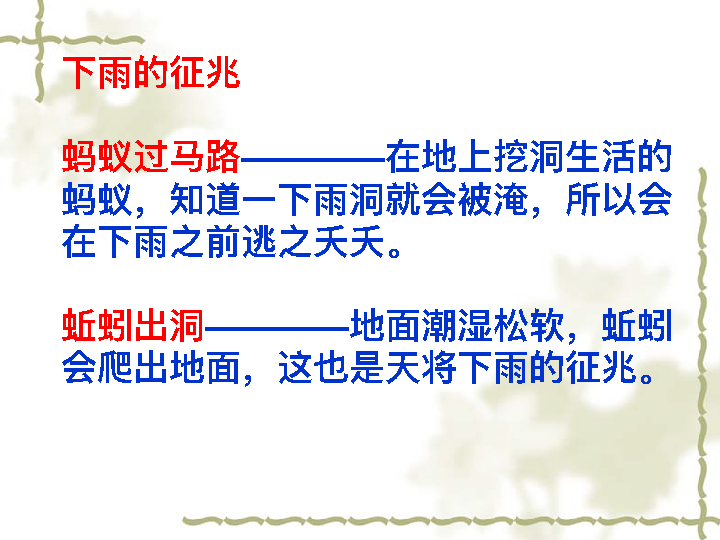 下雨的征兆
蚂蚁过马路————在地上挖洞生活的
蚂蚁，知道一下雨洞就会被淹，所以会
在下雨之前逃之夭夭。
蚯蚓出洞————地面潮湿松软，蚯蚓
会爬出地面，这也是天将下雨的征兆。